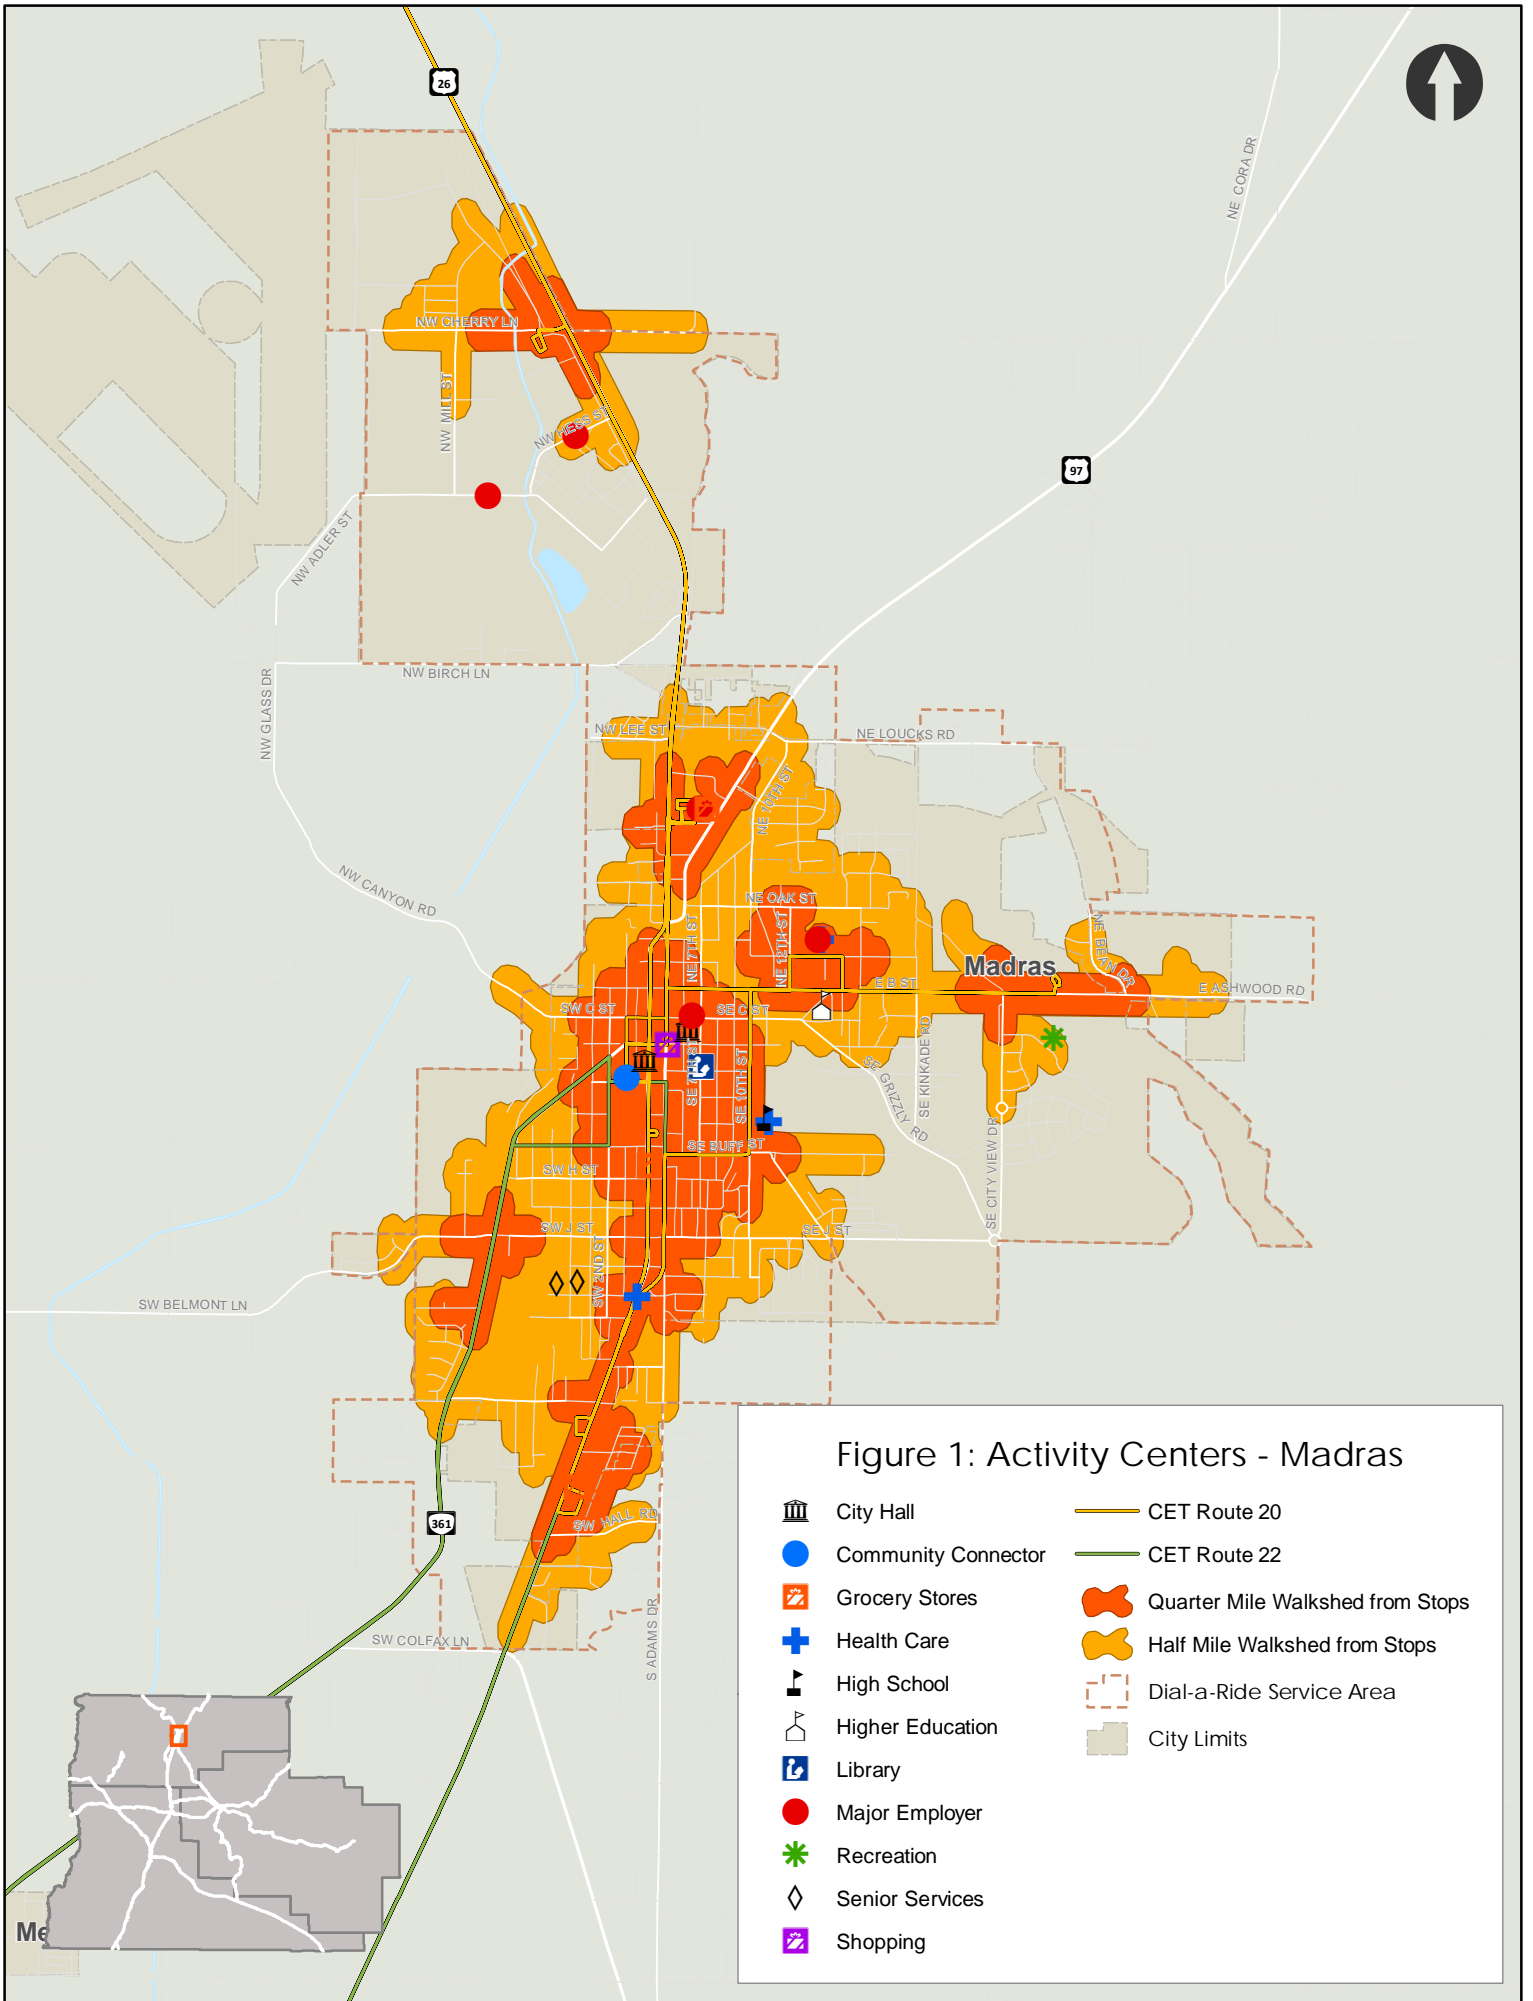 26
NE CORA DR
NW CHERRY LN
NW MILL ST
NW HESS ST
97
NW ADLER ST
NW BIRCH LN
NW GLASS DR
NW LEE ST
NE LOUCKS RD
NE 10TH ST
NW CANYON RD
NE OAK ST
NE 7TH ST
NE 12TH ST
NE BEAN DR
Madras
E B ST
E ASHWOOD RD
SW C ST
SE C ST
SE 7TH ST
SE 10TH ST
SE GRIZZLY RD
SE KINKADE RD
SE BUFF ST
SW H ST
SE CITY VIEW DR
SW J ST
SE J ST
SW 2ND ST
SW BELMONT LN
361
SW HALL RD
SW COLFAX LN
S ADAMS DR
Me
Figure 1: Activity Centers - Madras
City Hall
Community Connector
Grocery Stores
Health Care
High School
Higher Education
Library
Major Employer
Recreation
Senior Services
Shopping
CET Route 20
CET Route 22
Quarter Mile Walkshed from Stops
Half Mile Walkshed from Stops
Dial-a-Ride Service Area
City Limits